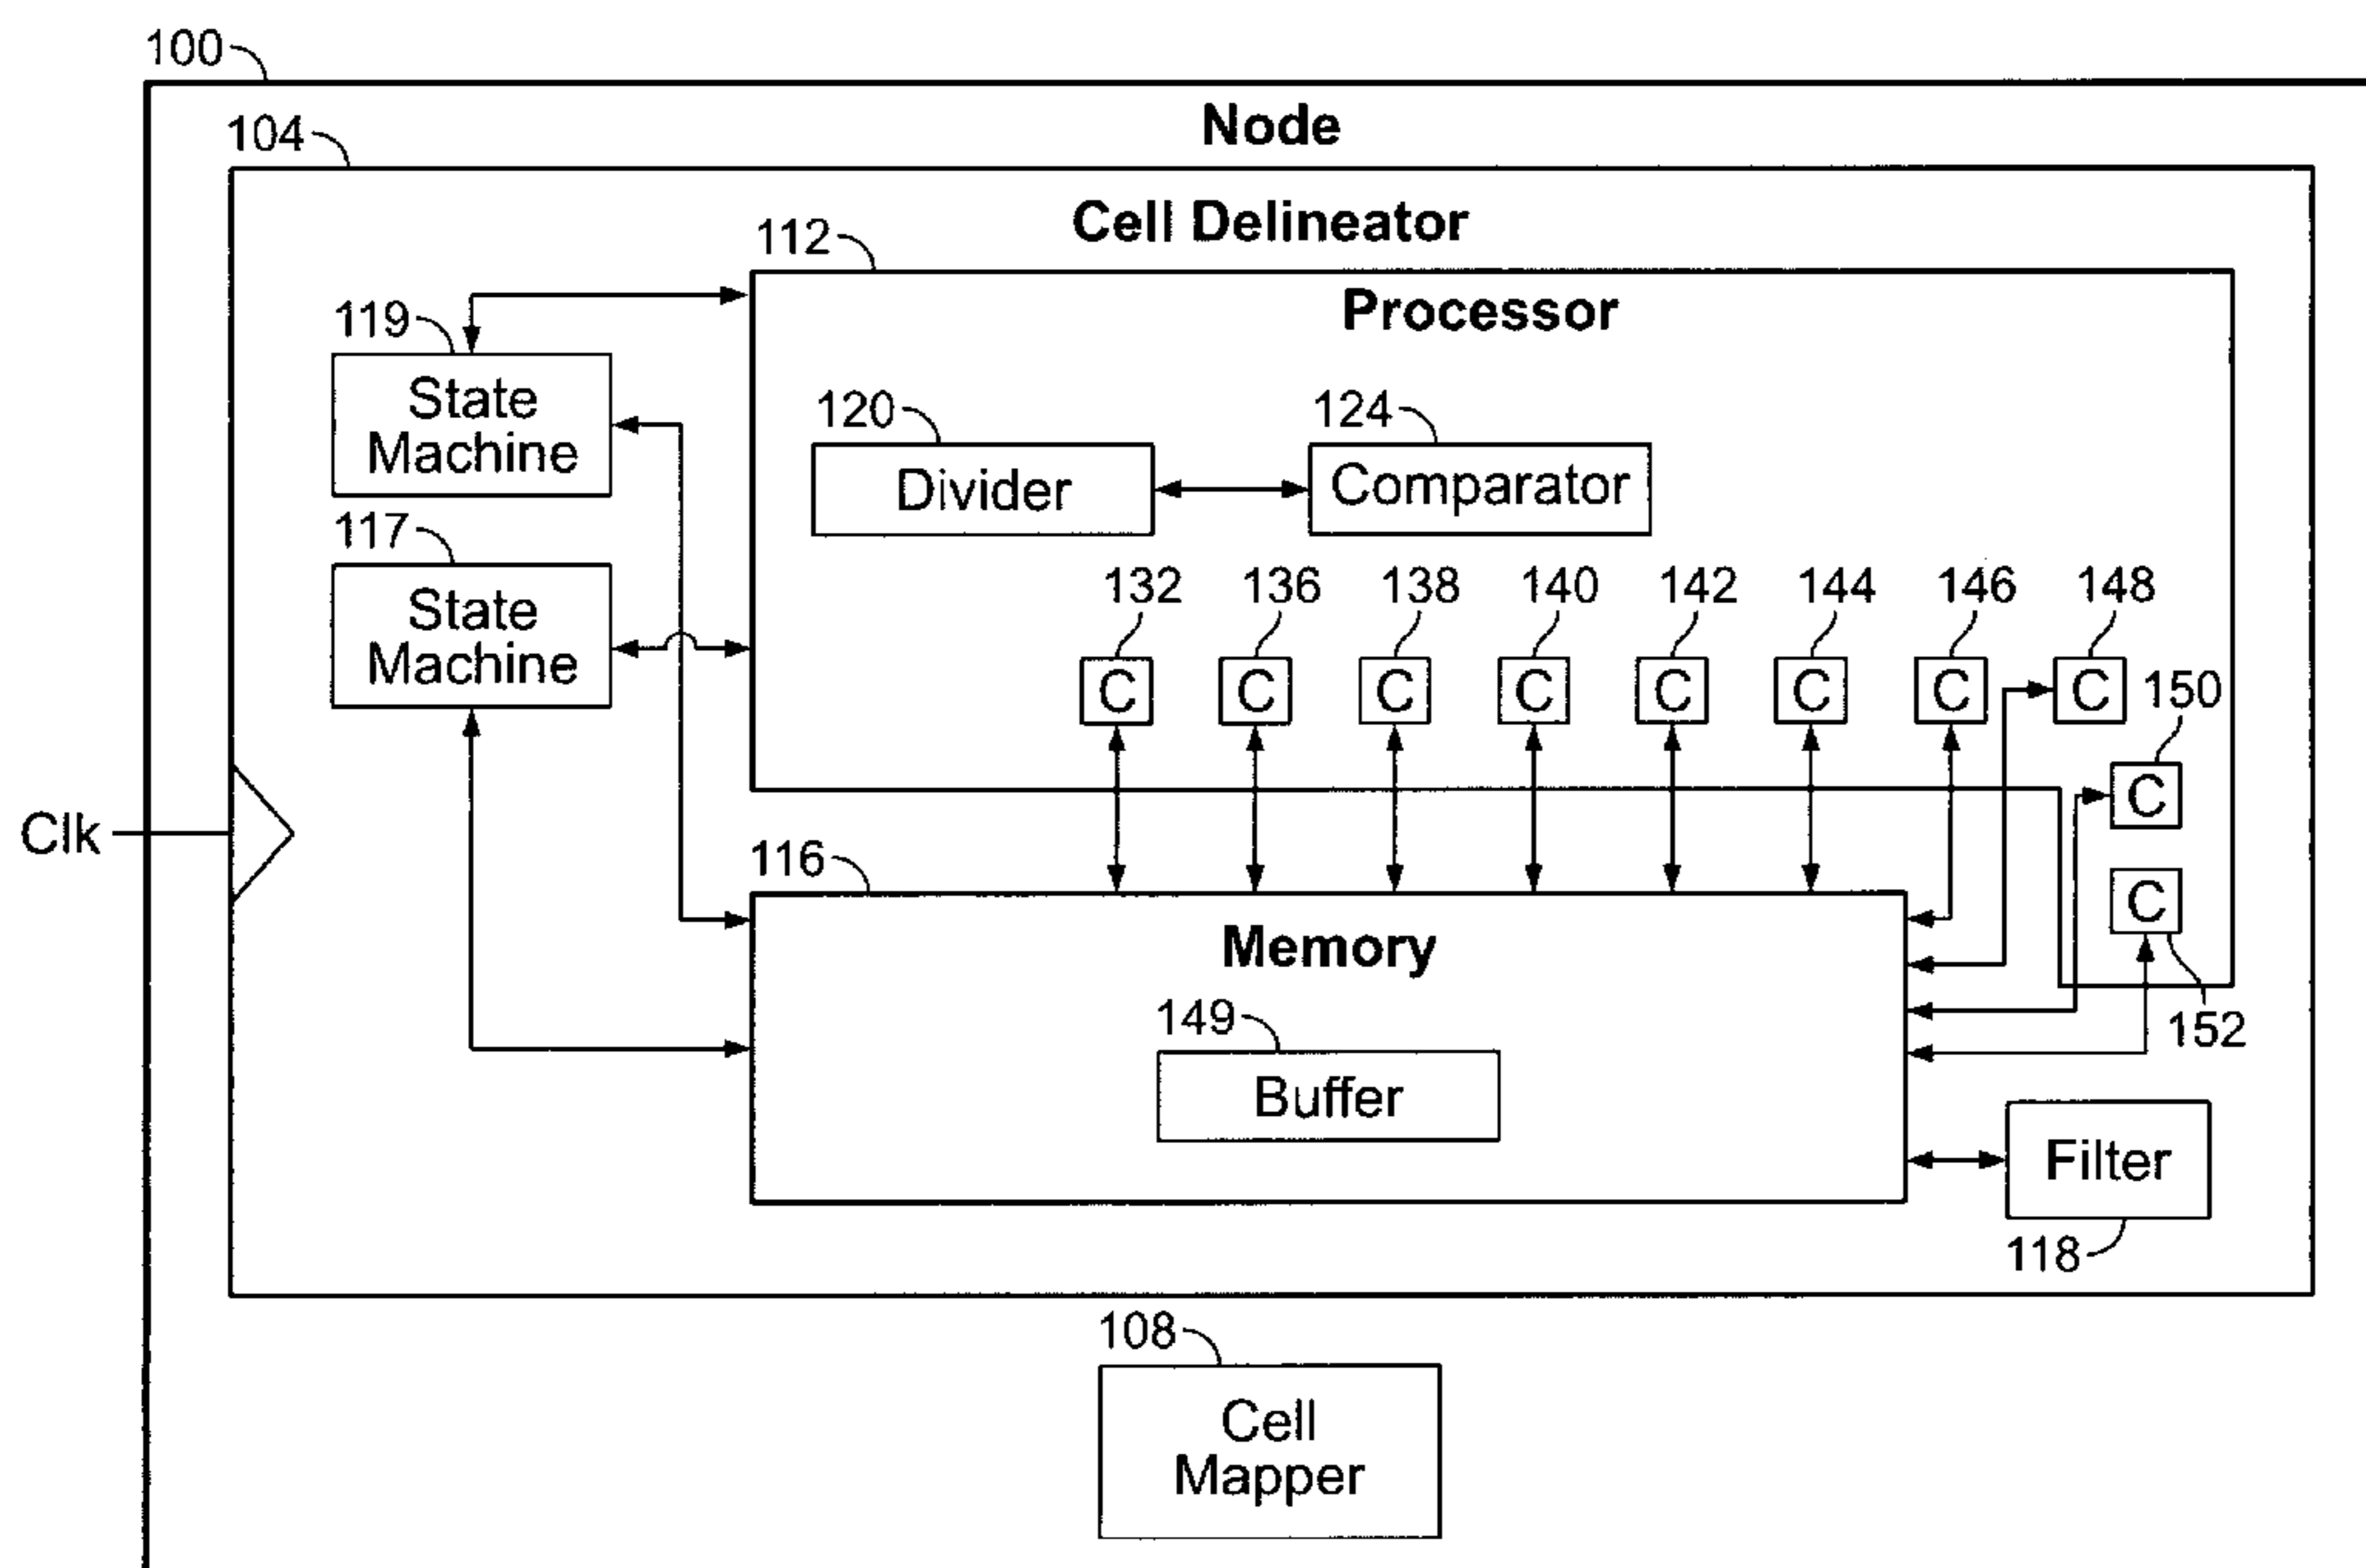 100
Node
104
Cell Delineator
112
Processor
119
State
Machine
120
124
Divider
Comparator
117
State
Machine
132 136 138 140 142 144 146 148
C C C C C C C C
150
C
Clk
116
C
Memory
152
149
Buffer
Filter
118
108
Cell
Mapper